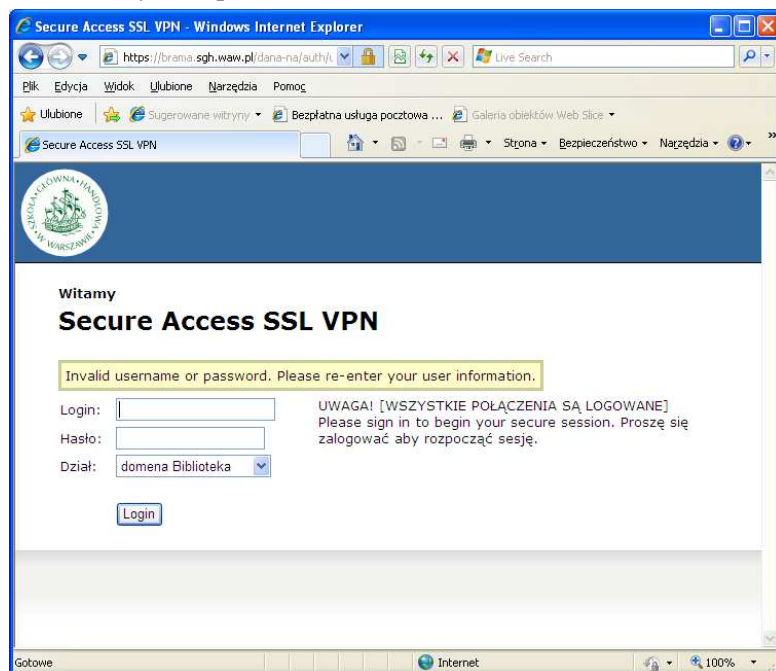 Secure Access SSL VPN - Windows Internet Explorer
https://brama.sgh.waw.pl/dana-na/auth/u
Live Search
Plik Edycja Widok Ulubione Narzędzia Pomoc
Ulubione Sugerowane witryny Bezpłatna usługa pocztowa ... Galeria obiektów Web Slice
Secure Access SSL VPN Strona Bezpieczeństwo Narzędzia »
SZKOŁA GŁÓWNA HANDLOWA W WARSZAWIE
Witamy
Secure Access SSL VPN
Invalid username or password. Please re-enter your user information.
Login:
UWAGA! [WSZYSTKIE POŁĄCZENIA SĄ LOGOWANE]
Please sign in to begin your secure session. Proszę się
zalogować aby rozpocząć sesję.
Hasło:
Dział: domena Biblioteka
Login
Gotowe Internet 100%